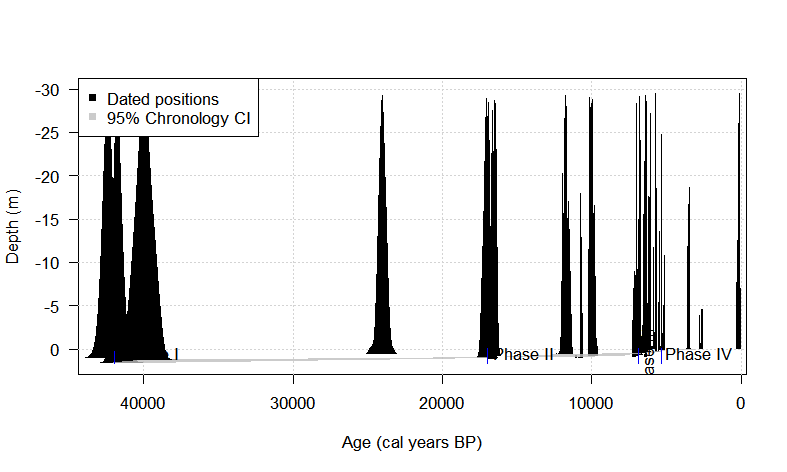 Dated positions
95% Chronology CI
-30
-25
-20
-15
-10
-5
0
Depth (m)
I
Phase II
Phase IV
40000
30000
20000
10000
0
Age (cal years BP)